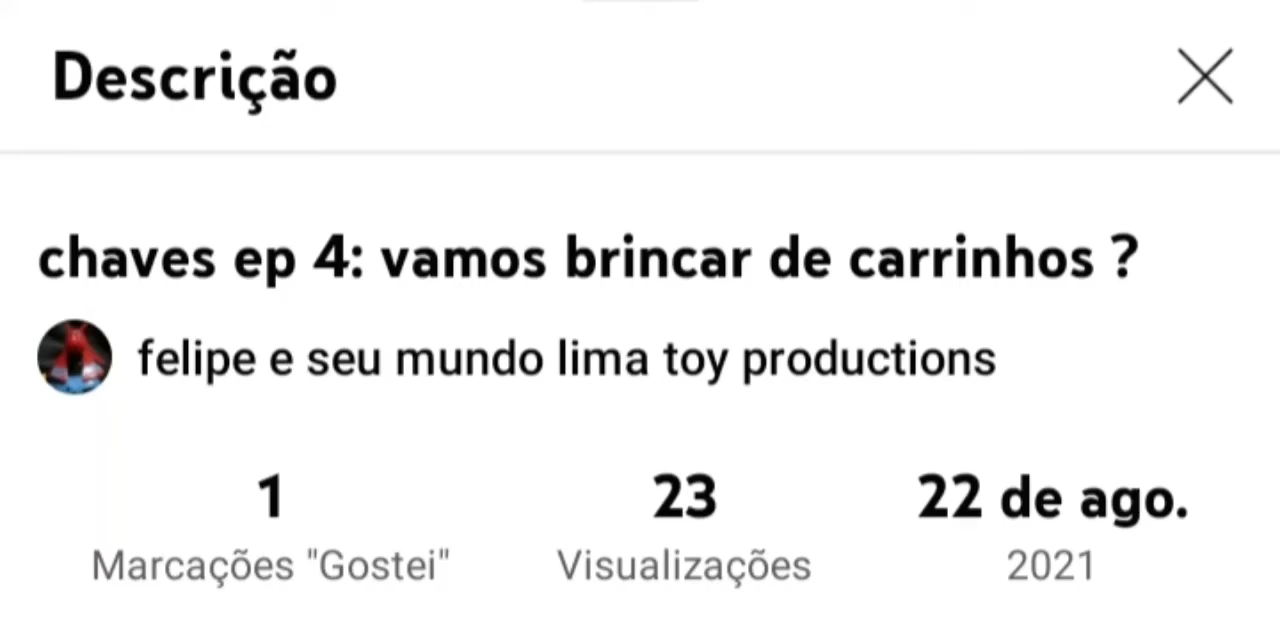 Descrição
chaves ep 4: vamos brincar de carrinhos ?
felipe e seu mundo lima toy productions
1 23 22 de ago.
Marcações "Gostei" Visualizações 2021